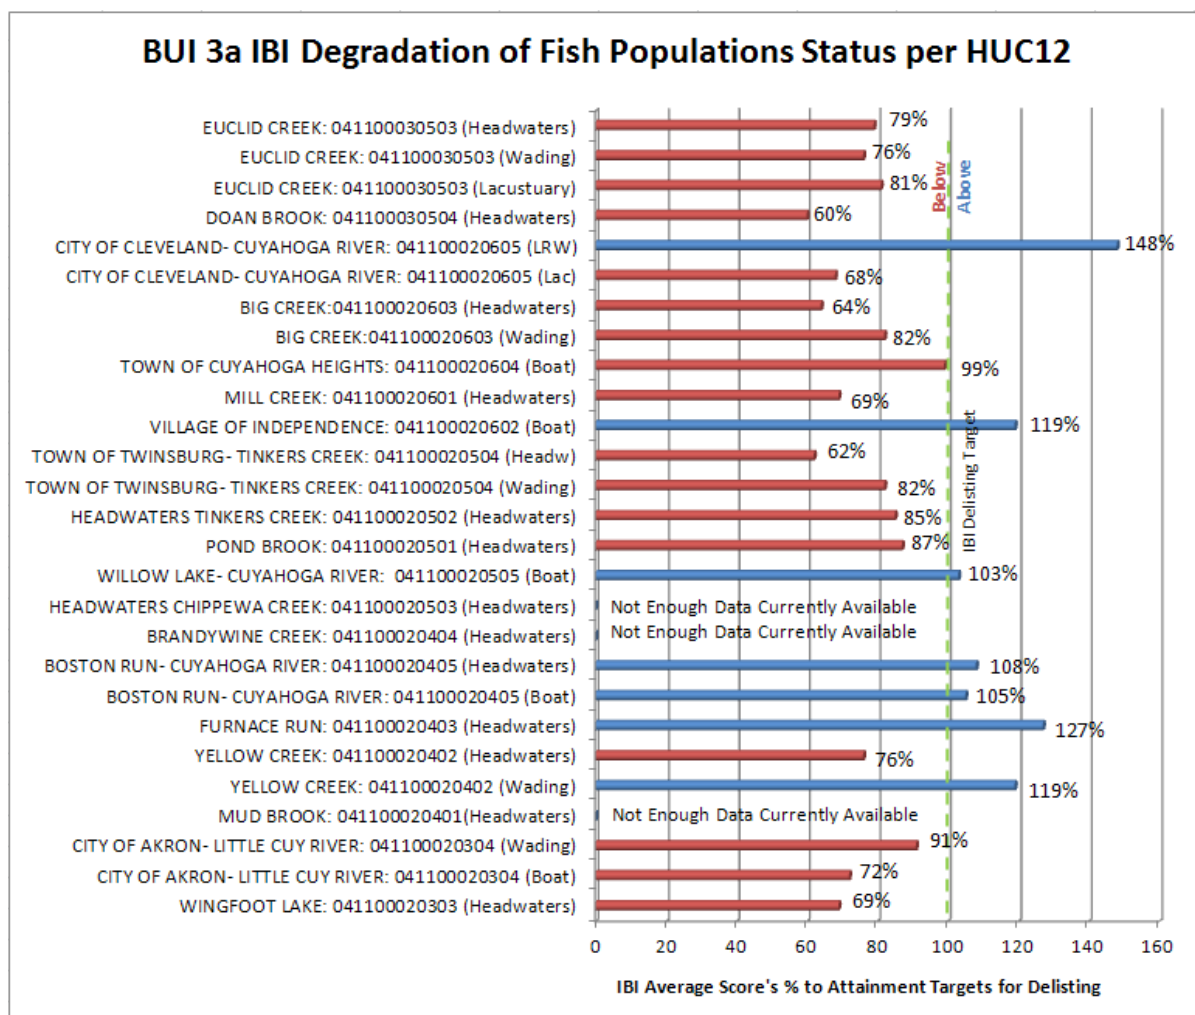 BUI 3a IBI Degradation of Fish Populations Status per HUC12
EUCLID CREEK: 041100030503 (Headwaters) 79%
EUCLID CREEK: 041100030503 (Wading) 76%
EUCLID CREEK: 041100030503 (Lacustuary) 81%
DOAN BROOK: 041100030504 (Headwaters) 60%
Below
Above
CITY OF CLEVELAND- CUYAHOGA RIVER: 041100020605 (LRW) 148%
CITY OF CLEVELAND- CUYAHOGA RIVER: 041100020605 (Lac) 68%
BIG CREEK:041100020603 (Headwaters) 64%
BIG CREEK:041100020603 (Wading) 82%
TOWN OF CUYAHOGA HEIGHTS: 041100020604 (Boat) 99%
MILL CREEK: 041100020601 (Headwaters) 69%
VILLAGE OF INDEPENDENCE: 041100020602 (Boat) 119%
TOWN OF TWINSBURG- TINKERS CREEK: 041100020504 (Headw) 62%
TOWN OF TWINSBURG- TINKERS CREEK: 041100020504 (Wading) 82%
HEADWATERS TINKERS CREEK: 041100020502 (Headwaters) 85%
POND BROOK: 041100020501 (Headwaters) 87%
IBI Delisting Target
WILLOW LAKE- CUYAHOGA RIVER: 041100020505 (Boat) 103%
HEADWATERS CHIPPEWA CREEK: 041100020503 (Headwaters) Not Enough Data Currently Available
BRANDYWINE CREEK: 041100020404 (Headwaters) Not Enough Data Currently Available
BOSTON RUN- CUYAHOGA RIVER: 041100020405 (Headwaters) 108%
BOSTON RUN- CUYAHOGA RIVER: 041100020405 (Boat) 105%
FURNACE RUN: 041100020403 (Headwaters) 127%
YELLOW CREEK: 041100020402 (Headwaters) 76%
YELLOW CREEK: 041100020402 (Wading) 119%
MUD BROOK: 041100020401(Headwaters) Not Enough Data Currently Available
CITY OF AKRON- LITTLE CUY RIVER: 041100020304 (Wading) 91%
CITY OF AKRON- LITTLE CUY RIVER: 041100020304 (Boat) 72%
WINGFOOT LAKE: 041100020303 (Headwaters) 69%
0 20 40 60 80 100 120 140 160
IBI Average Score's % to Attainment Targets for Delisting